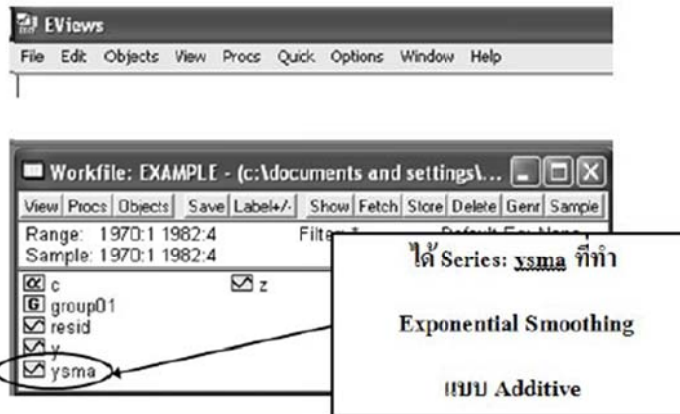 EViews
File Edit Objects View Procs Quick Options Window Help
Workfile: EXAMPLE - (c:\documents and settings\...
View Procs Objects Save Label+/- Show Fetch Store Delete Genr Sample
Range: 1970:1 1982:4 Filter: *
Sample: 1970:1 1982:4
c
group01
resid
y
ysma
z
ได้ Series: ysma ที่ทำ
Exponential Smoothing
แบบ Additive